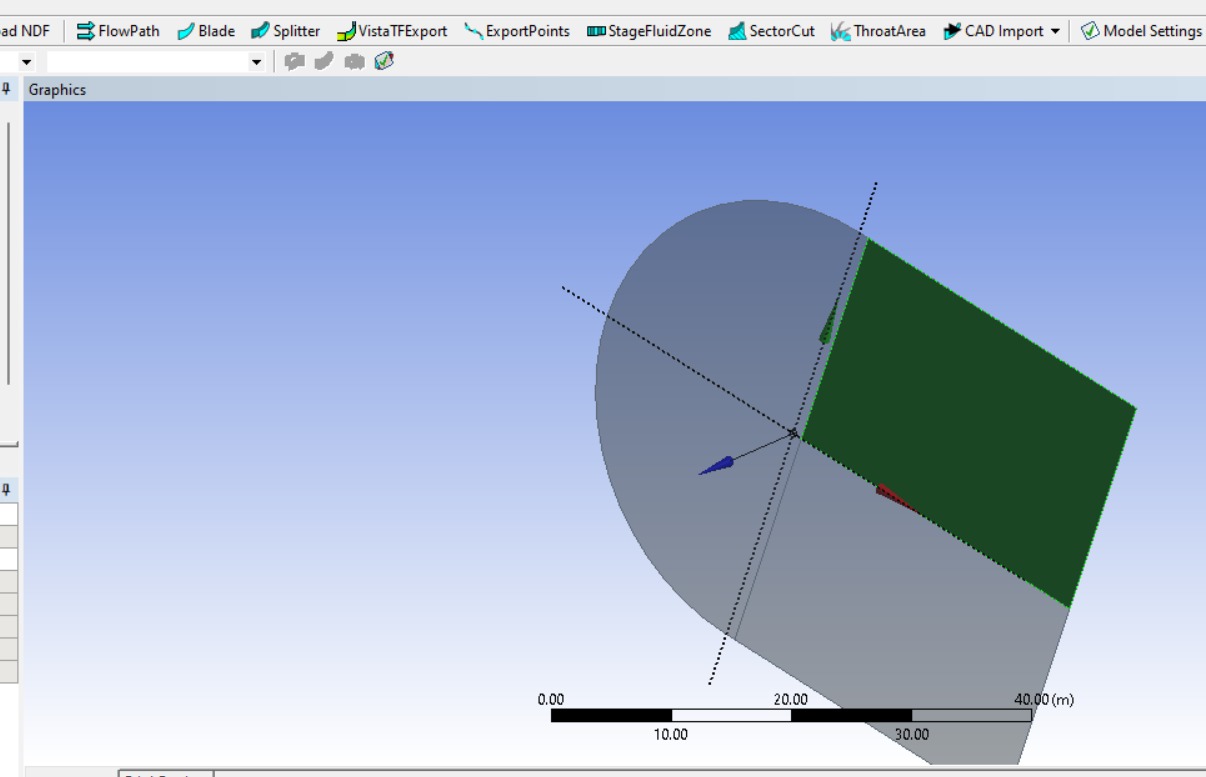 ad NDF FlowPath Blade Splitter VistaTFExport ExportPoints StageFluidZone SectorCut ThroatArea CAD Import Model Settings
Graphics
0.00 20.00 40.00 (m)
10.00 30.00